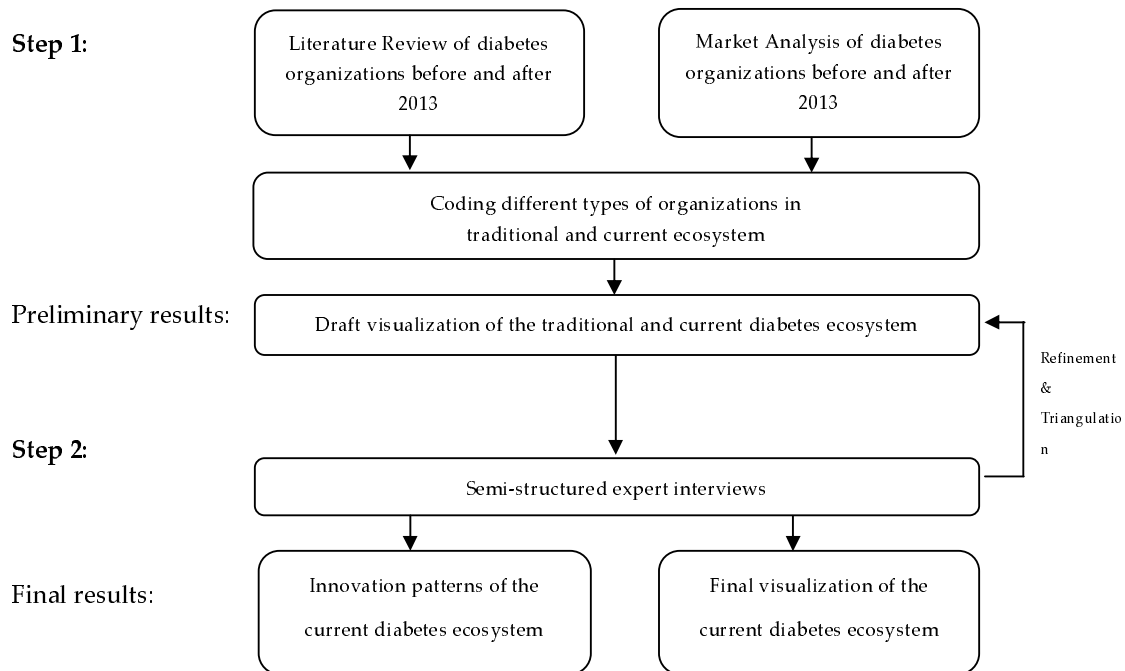 Step 1:
Literature Review of diabetes
organizations before and after
2013
Market Analysis of diabetes
organizations before and after
2013
Coding different types of organizations in
traditional and current ecosystem
Preliminary results:
Draft visualization of the traditional and current diabetes ecosystem
Refinement
&
Triangulatio
n
Step 2:
Semi-structured expert interviews
Final results:
Innovation patterns of the
current diabetes ecosystem
Final visualization of the
current diabetes ecosystem